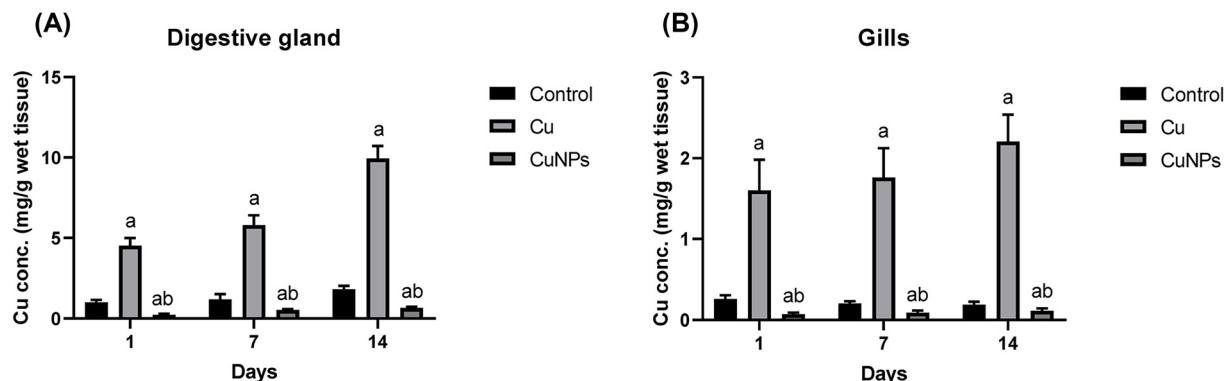 (A)
Digestive gland
Cu conc. (mg/g wet tissue)
15
10
5
0
a
ab
a
ab
a
ab
1
7
14
Days
Control
Cu
CuNPs
(B)
Gills
Cu conc. (mg/g wet tissue)
3
2
1
0
a
ab
a
ab
a
ab
1
7
14
Days
Control
Cu
CuNPs